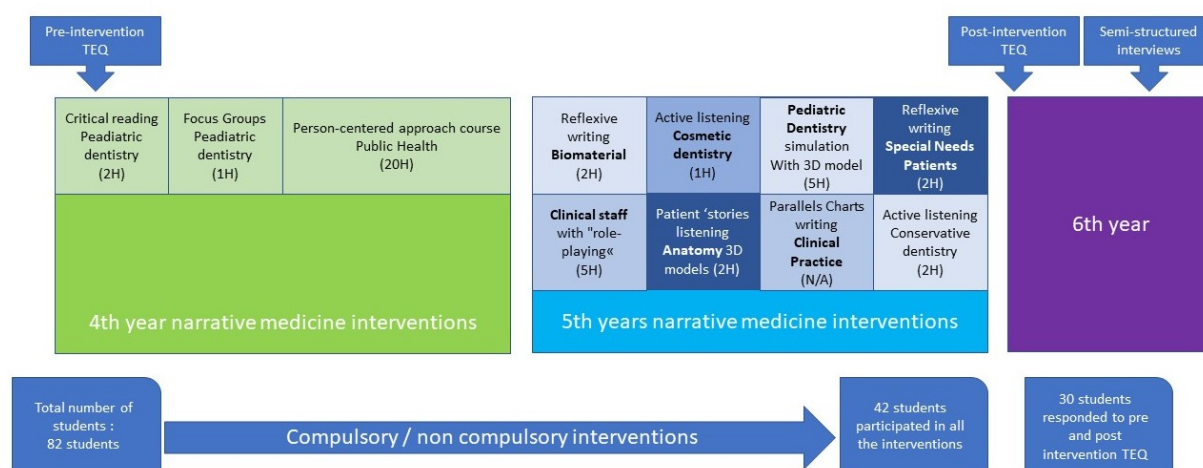 Pre-intervention
TEQ
Post-intervention
TEQ
Semi-structured
interviews
Critical reading
Peadiatric
dentistry
(2H)
Focus Groups
Peadiatric
dentistry
(1H)
Person-centered approach course
Public Health
(20H)
Reflexive
writing
Biomaterial
(2H)
Active listening
Cosmetic
dentistry
(1H)
Pediatric
Dentistry
simulation
With 3D model
(5H)
Reflexive
writing
Special Needs
Patients
(2H)
Clinical staff
with "role-
playing«
(5H)
Patient ‘stories
listening
Anatomy 3D
models (2H)
Parallels Charts
writing
Clinical
Practice
(N/A)
Active listening
Conservative
dentistry
(2H)
6th year
4th year narrative medicine interventions
5th years narrative medicine interventions
Total number of
students :
82 students
Compulsory / non compulsory interventions
42 students
participated in all
the interventions
30 students
responded to pre
and post
intervention TEQ